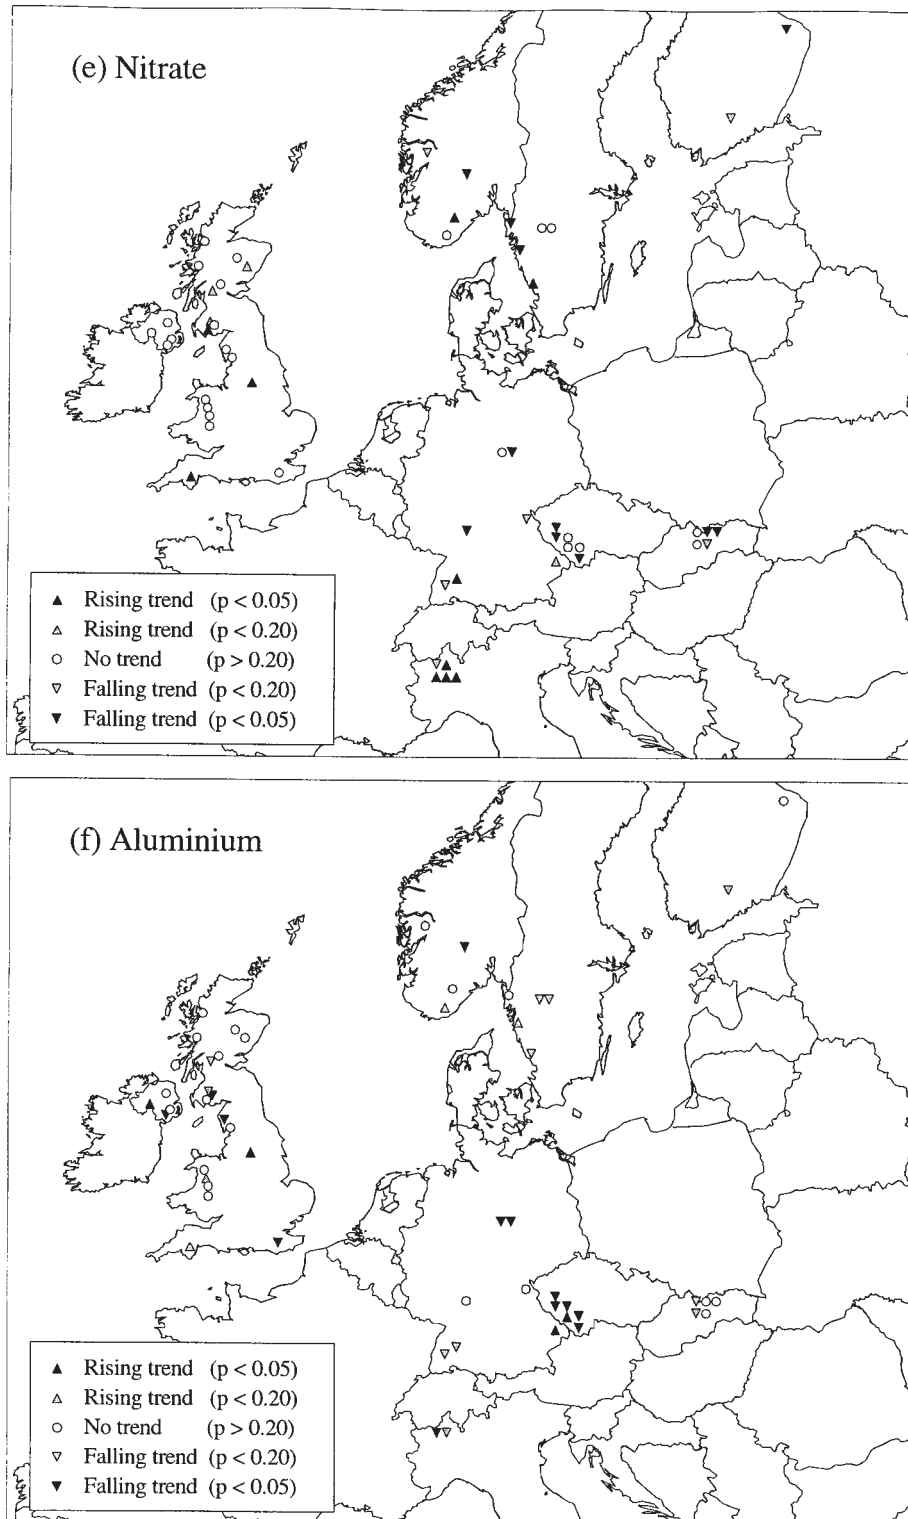 (e) Nitrate
▲ Rising trend (p < 0.05)
△ Rising trend (p < 0.20)
○ No trend (p > 0.20)
▽ Falling trend (p < 0.20)
▼ Falling trend (p < 0.05)
(f) Aluminium
▲ Rising trend (p < 0.05)
△ Rising trend (p < 0.20)
○ No trend (p > 0.20)
▽ Falling trend (p < 0.20)
▼ Falling trend (p < 0.05)